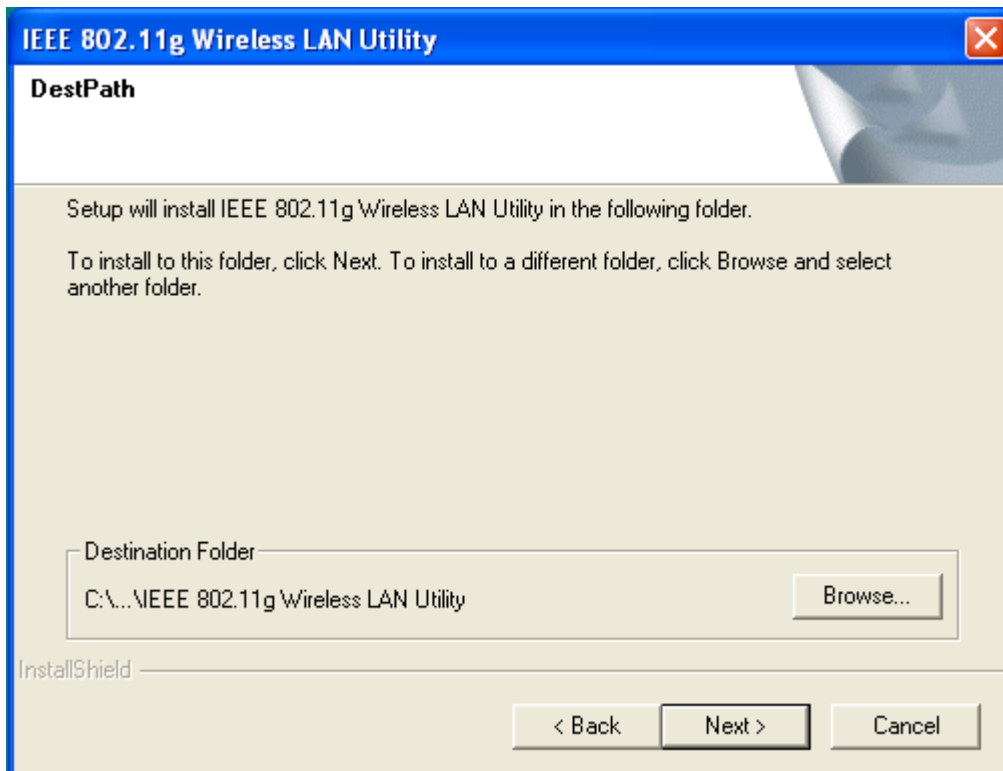 IEEE 802.11g Wireless LAN Utility
DestPath
Setup will install IEEE 802.11g Wireless LAN Utility in the following folder.
To install to this folder, click Next. To install to a different folder, click Browse and select
another folder.
Destination Folder
C:\...\IEEE 802.11g Wireless LAN Utility
Browse...
InstallShield
< Back
Next >
Cancel